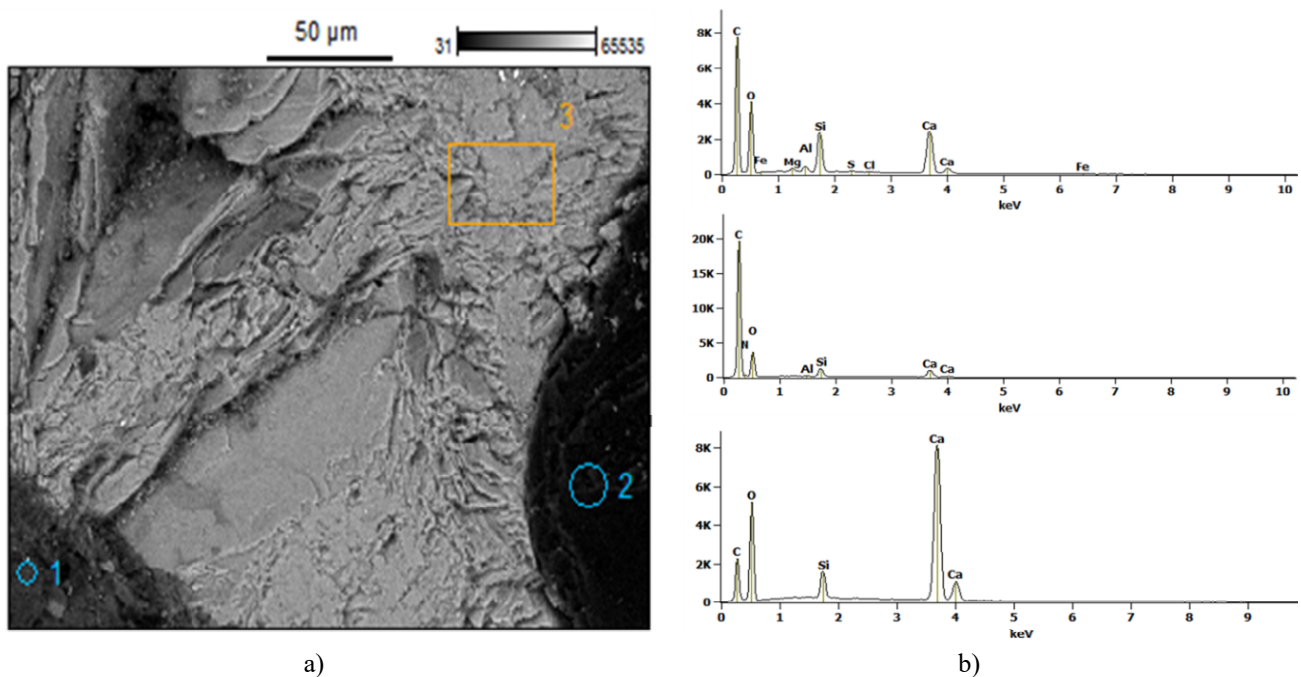 50 µm
31 65535
3
2
1
a)
8K
6K
4K
2K
0
C
O
Fe
Mg
Al
Si
S
Cl
Ca
Ca
Fe
0 1 2 3 4 5 6 7 8 9 10
keV
20K
15K
10K
5K
0
C
N
O
Al
Si
Ca
Ca
0 1 2 3 4 5 6 7 8 9 10
keV
8K
6K
4K
2K
0
C
O
Si
Ca
Ca
0 1 2 3 4 5 6 7 8 9
keV
b)